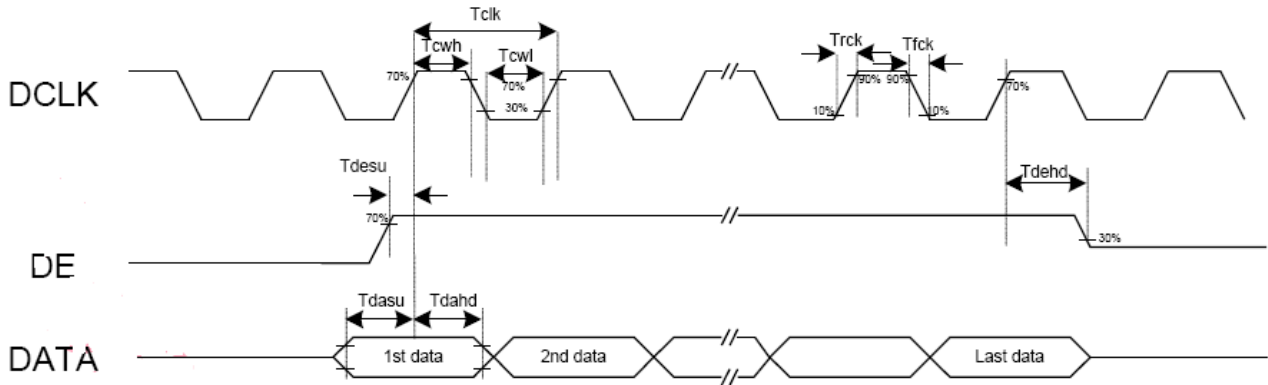 Tclk
Tcwh
Tcwl
Trck
Tfck
DCLK
70%
70%
30%
90%
90%
10%
10%
70%
Tdesu
Tdehd
DE
70%
30%
Tdasu
Tdahd
DATA
1st data
2nd data
Last data